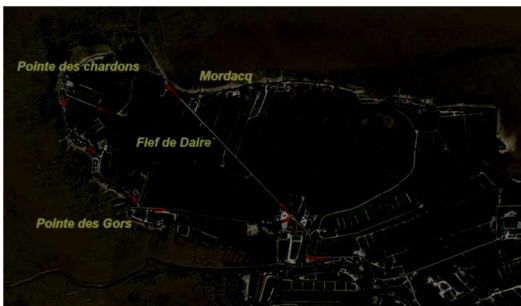 Pointe des chardons
Mordacq
Fief de Daire
Pointe des Gors